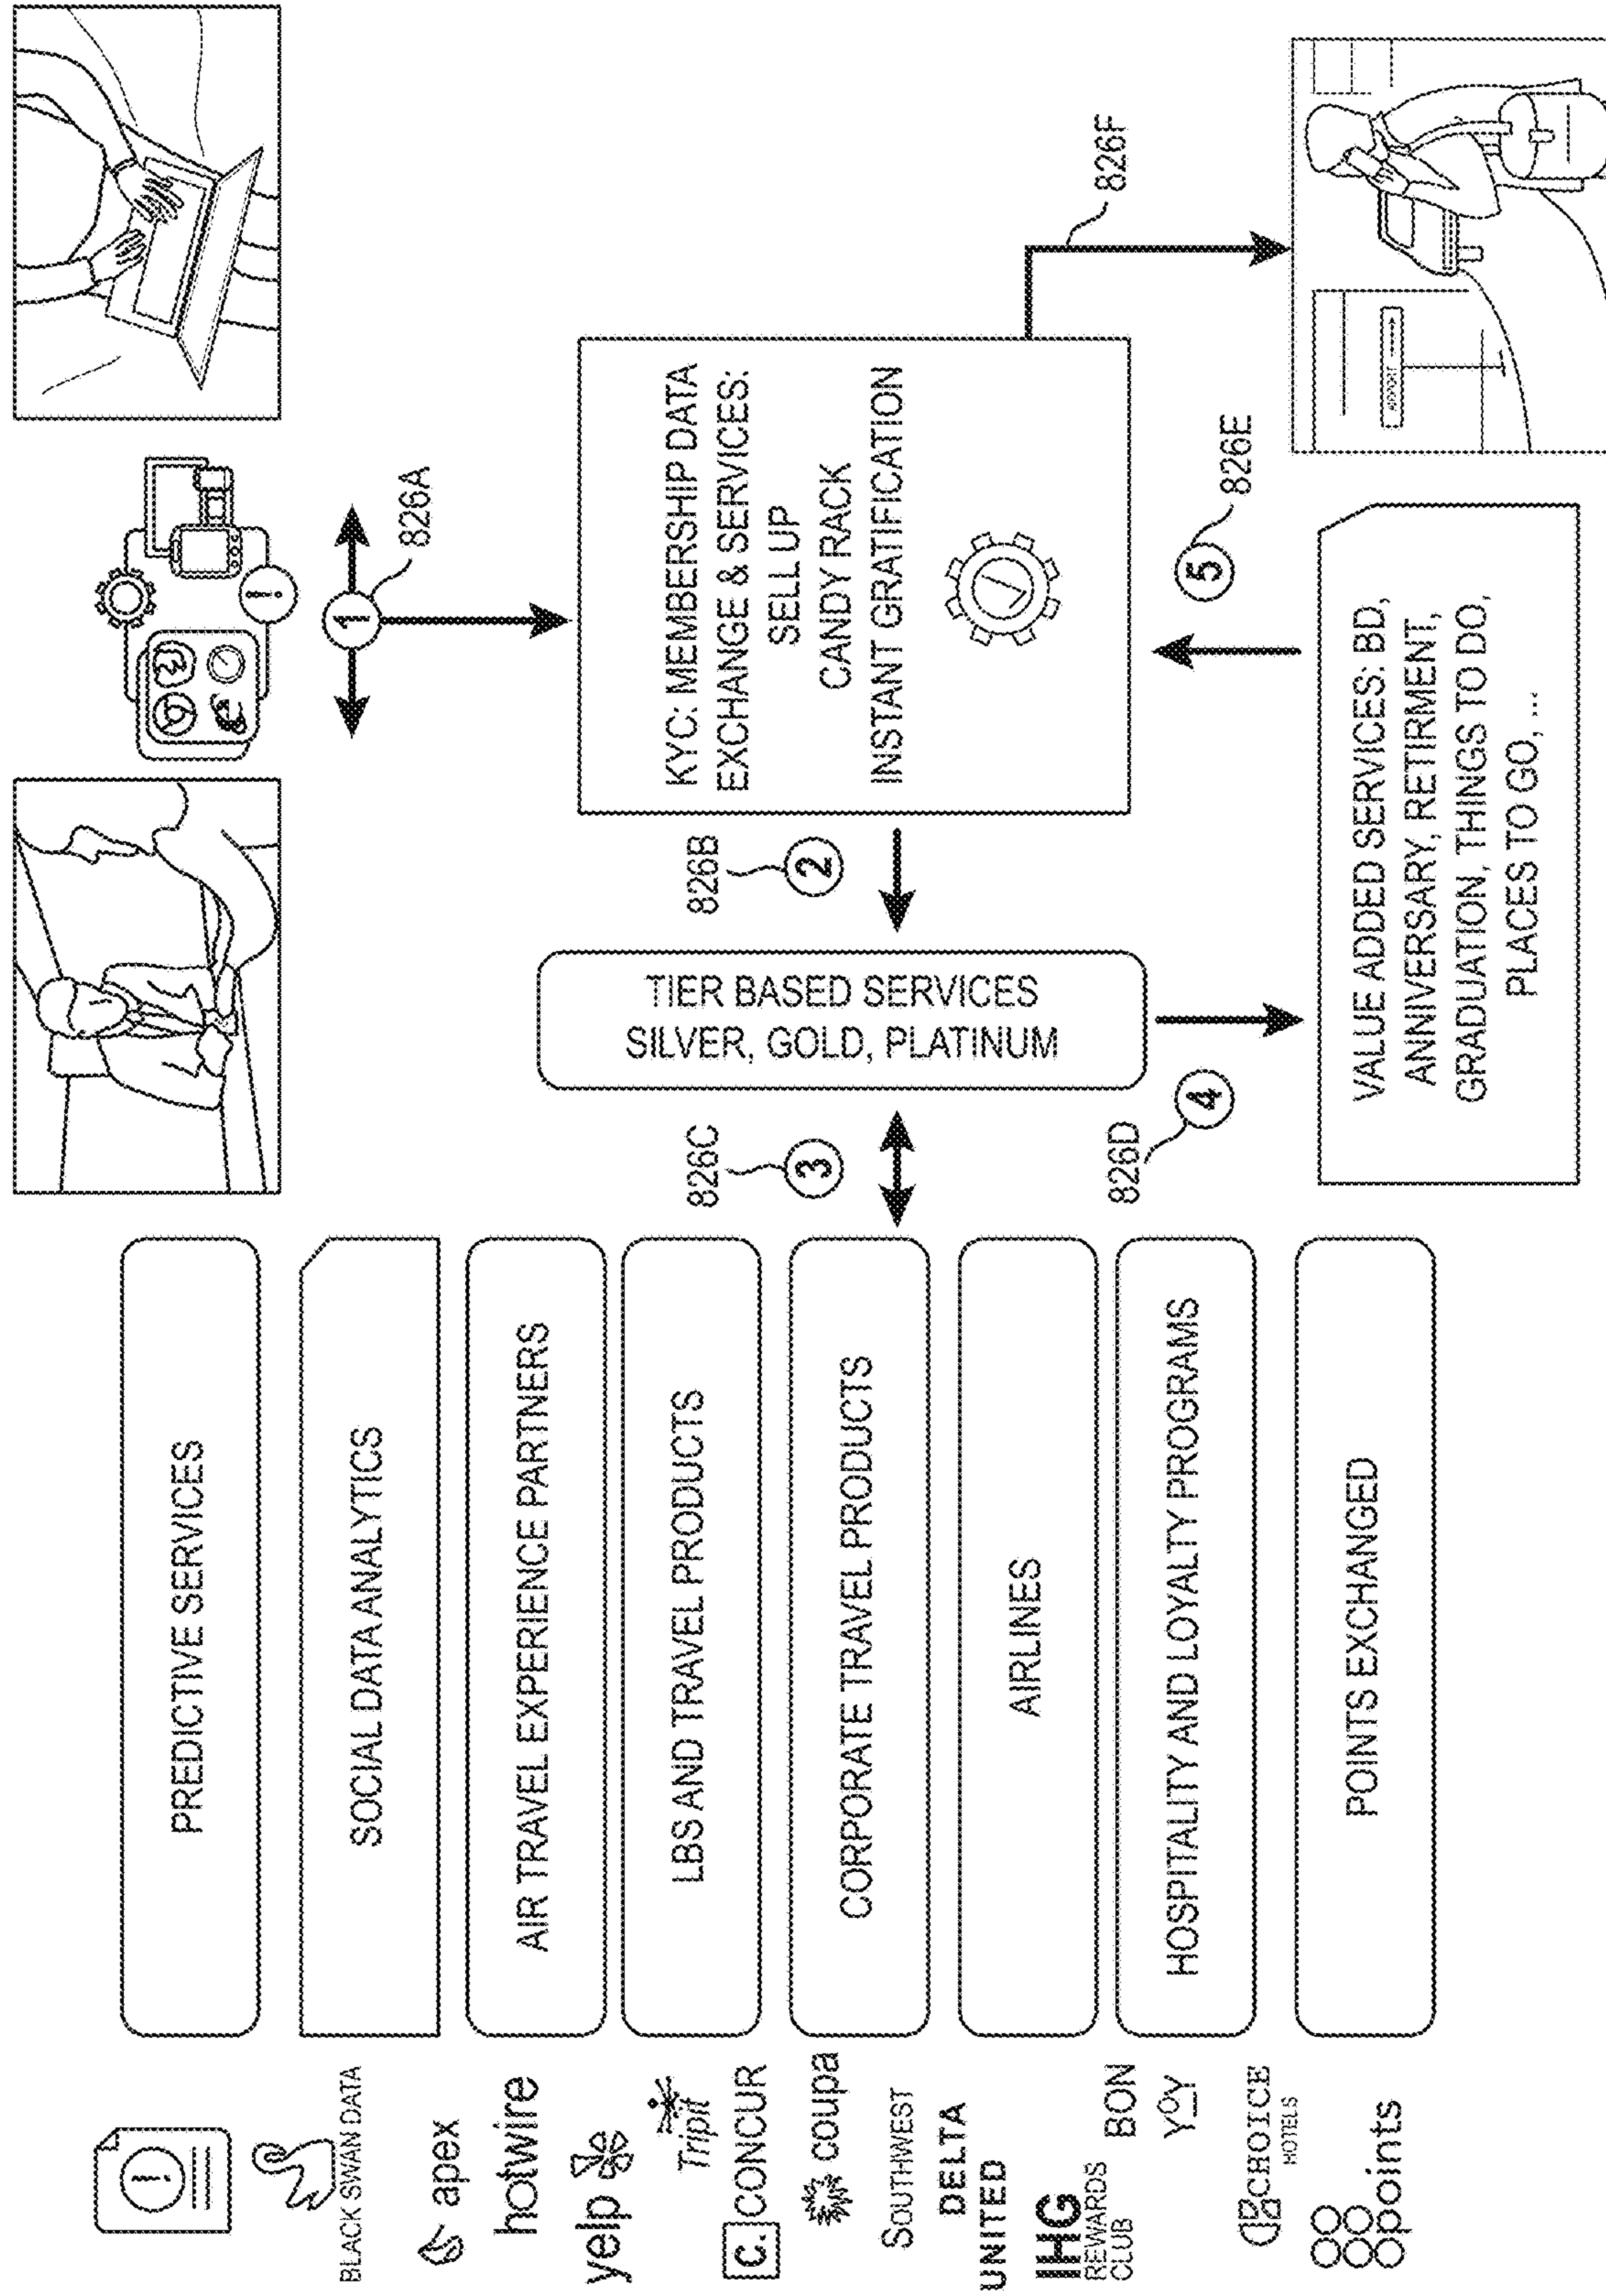 PREDICTIVE SERVICES
BLACK SWAN DATA
SOCIAL DATA ANALYTICS
apex
hotwire
AIR TRAVEL EXPERIENCE PARTNERS
yelp
Tripit
LBS AND TRAVEL PRODUCTS
C. CONCUR
coupa
CORPORATE TRAVEL PRODUCTS
SOUTHWEST
DELTA
UNITED
AIRLINES
IHG
REWARDS
CLUB
BON
YOY
HOSPITALITY AND LOYALTY PROGRAMS
CHOICE
HOTELS
points
POINTS EXCHANGED
826C
3
TIER BASED SERVICES
SILVER, GOLD, PLATINUM
826B
2
826D
4
1
826A
KYC: MEMBERSHIP DATA
EXCHANGE & SERVICES:
SELL UP
CANDY RACK
INSTANT GRATIFICATION
5
826E
826F
VALUE ADDED SERVICES: BD,
ANNIVERSARY, RETIRMENT,
GRADUATION, THINGS TO DO,
PLACES TO GO, ...
AIRPORT